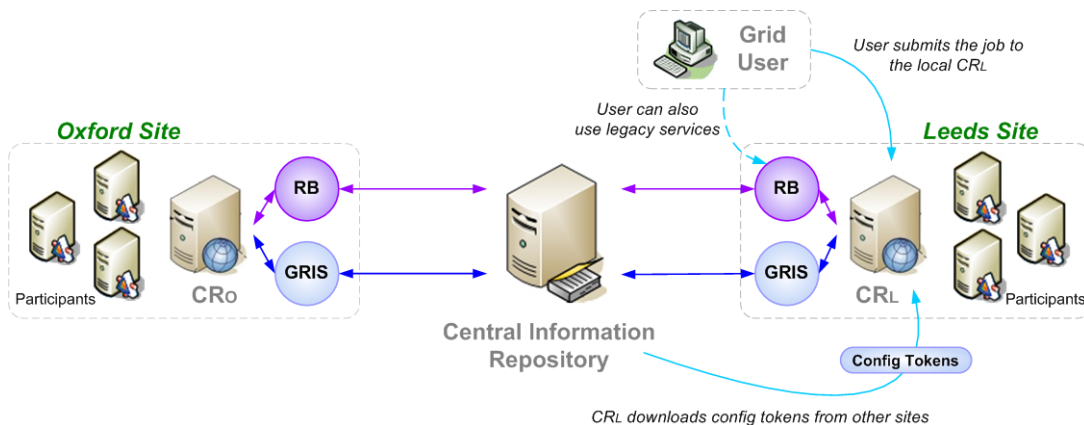 Grid
User
User submits the job to
the local CRL
User can also
use legacy services
Oxford Site
Leeds Site
RB
RB
GRIS
GRIS
CRO
CRL
Participants
Participants
Central Information
Repository
Config Tokens
CRL downloads config tokens from other sites